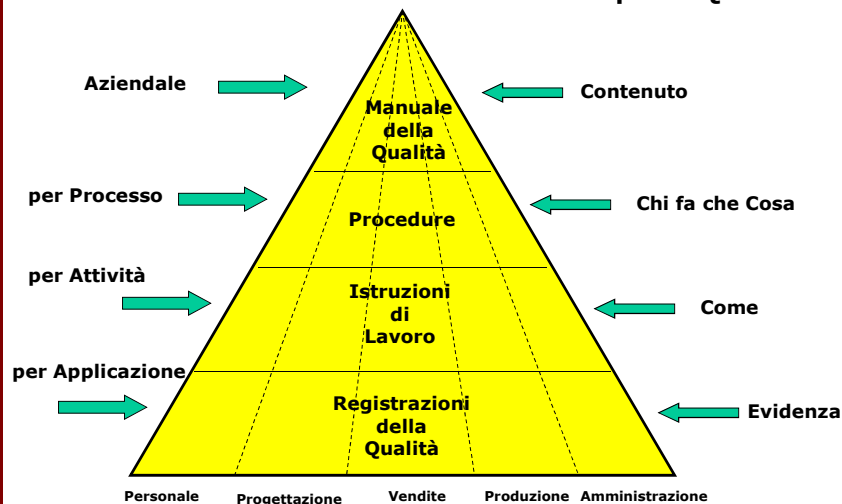 Aziendale
Contenuto
Manuale
della
Qualità
per Processo
Chi fa che Cosa
Procedure
per Attività
Istruzioni
di
Lavoro
Come
per Applicazione
Registrazioni
della
Qualità
Evidenza
Personale Progettazione Vendite Produzione Amministrazione